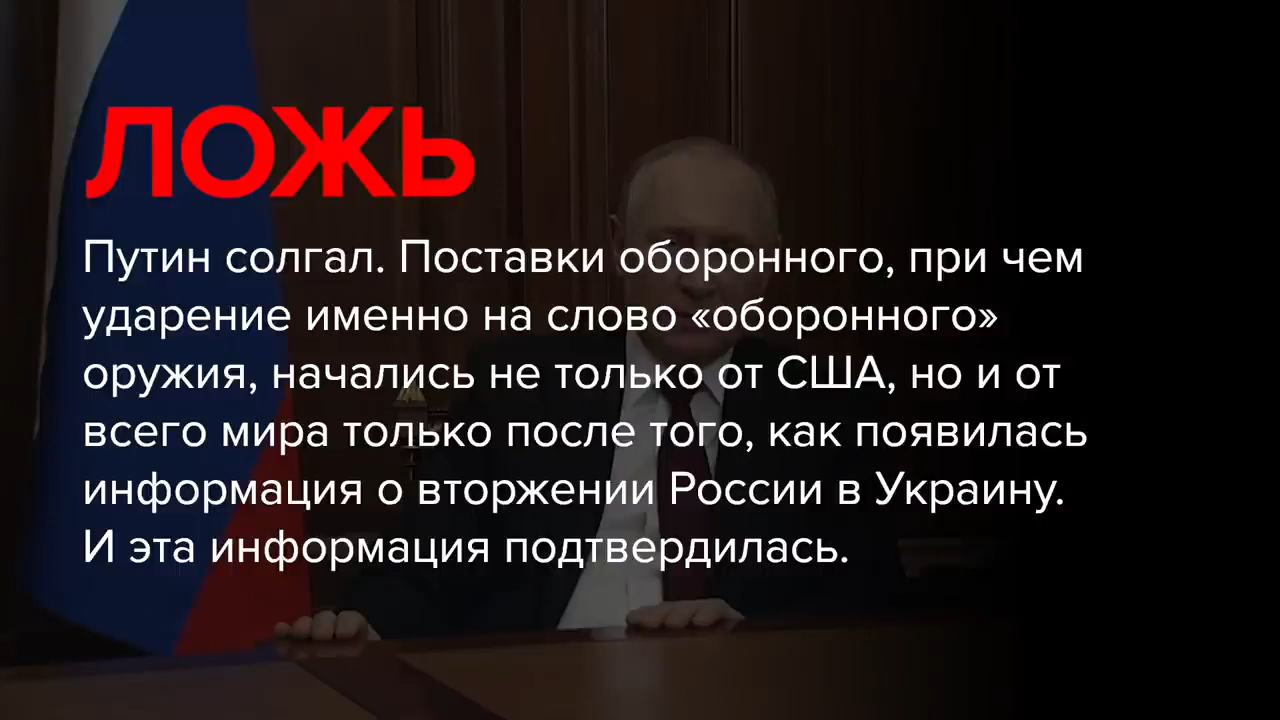 ЛОЖЬ
Путин солгал. Поставки оборонного, при чем
ударение именно на слово «оборонного»
оружия, начались не только от США, но и от
всего мира только после того, как появилась
информация о вторжении России в Украину.
И эта информация подтвердилась.